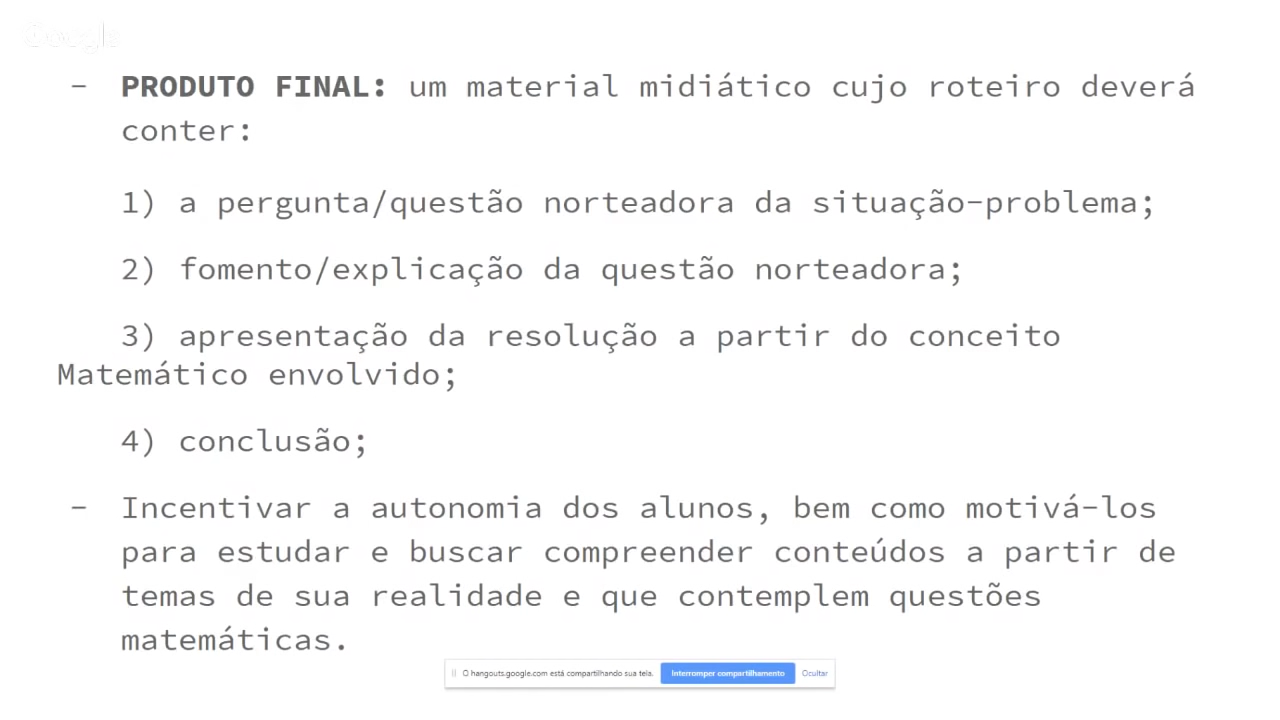 Google
- PRODUTO FINAL: um material midiático cujo roteiro deverá
conter:
1) a pergunta/questão norteadora da situação-problema;
2) fomento/explicação da questão norteadora;
3) apresentação da resolução a partir do conceito
Matemático envolvido;
4) conclusão;
- Incentivar a autonomia dos alunos, bem como motivá-los
para estudar e buscar compreender conteúdos a partir de
temas de sua realidade e que contemplem questões
matemáticas.
O hangouts.google.com está compartilhando sua tela. Interromper compartilhamento Ocultar